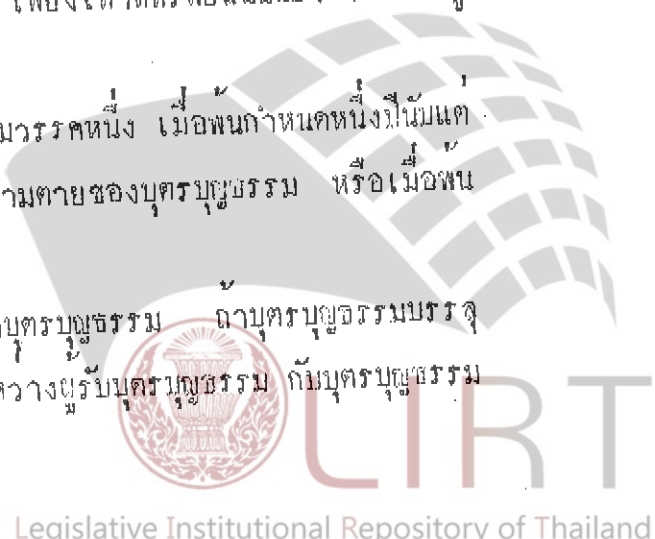 มวรรคหนึ่ง เมื่อพ้นกำหนดหนึ่งปีนับแต่
ามตายของบุตรบุญธรรม หรือเมื่อพ้น
บุตรบุญธรรม ถ้าบุตรบุญธรรมบรรลุ
หว่างผู้รับบุตรบุญธรรม กับบุตรบุญธรรม
LIRT
Legislative Institutional Repository of Thailand